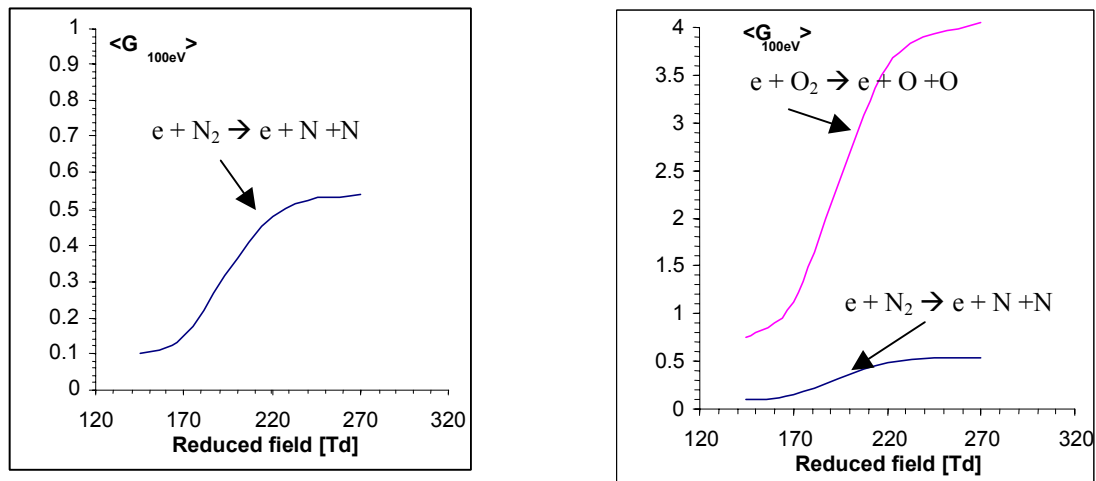 <G 100eV>
1
0.9
0.8
0.7
0.6
0.5
0.4
0.3
0.2
0.1
0
e + N₂ → e + N +N
120 170 220 270 320
Reduced field [Td]
<G 100eV>
4
3.5
3
2.5
2
1.5
1
0.5
0
e + O₂ → e + O +O
e + N₂ → e + N +N
120 170 220 270 320
Reduced field [Td]